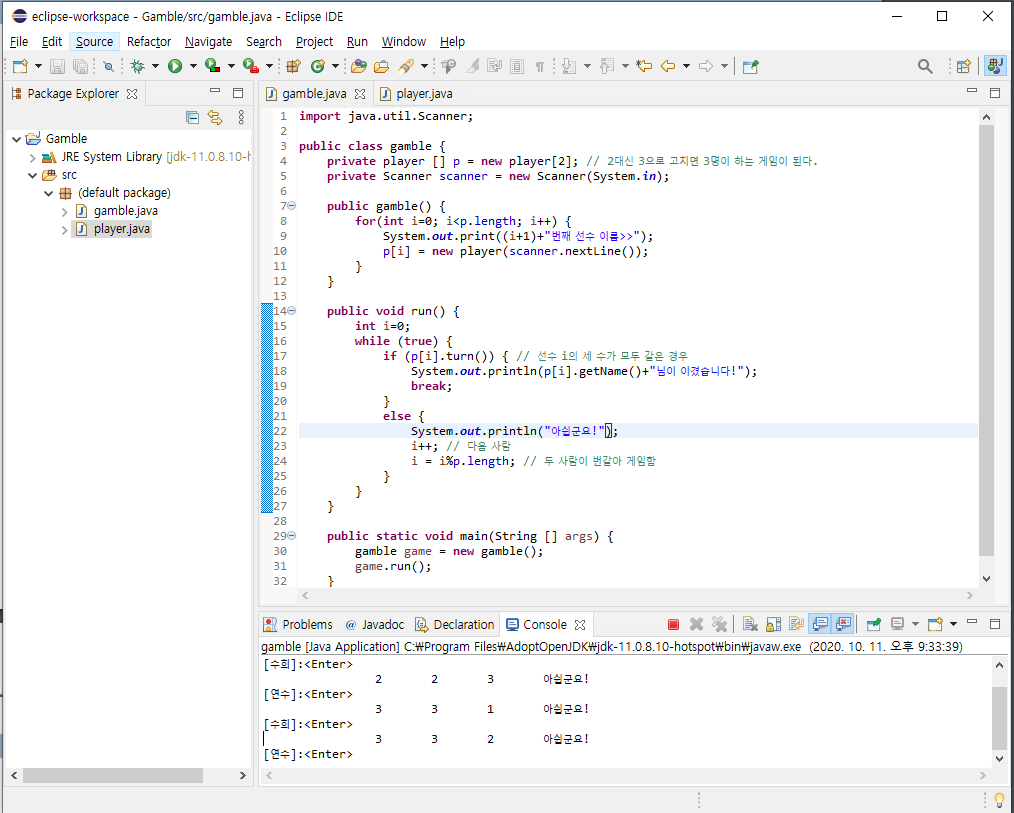 eclipse-workspace - Gamble/src/gamble.java - Eclipse IDE
File Edit Source Refactor Navigate Search Project Run Window Help
Package Explorer
Gamble
JRE System Library [jdk-11.0.8.10-h
src
(default package)
gamble.java
player.java
gamble.java player.java
1 import java.util.Scanner;
2
3 public class gamble {
4 private player [] p = new player[2]; // 2대신 3으로 고치면 3명이 하는 게임이 된다.
5 private Scanner scanner = new Scanner(System.in);
6
7 public gamble() {
8 for(int i=0; i<p.length; i++) {
9 System.out.print((i+1)+"번째 선수 이름>>");
10 p[i] = new player(scanner.nextLine());
11 }
12 }
13
14 public void run() {
15 int i=0;
16 while (true) {
17 if (p[i].turn()) { // 선수 i의 세 수가 모두 같은 경우
18 System.out.println(p[i].getName()+"님이 이겼습니다!");
19 break;
20 }
21 else {
22 System.out.println("아쉽군요!");
23 i++; // 다음 사람
24 i = i%p.length; // 두 사람이 번갈아 게임함
25 }
26 }
27 }
28
29 public static void main(String [] args) {
30 gamble game = new gamble();
31 game.run();
32 }
Problems @ Javadoc Declaration Console
gamble [Java Application] C:₩Program Files₩AdoptOpenJDK₩jdk-11.0.8.10-hotspot₩bin₩javaw.exe (2020. 10. 11. 오후 9:33:39)
[수희]:<Enter>
2 2 3 아쉽군요!
[연수]:<Enter>
3 3 1 아쉽군요!
[수희]:<Enter>
3 3 2 아쉽군요!
[연수]:<Enter>